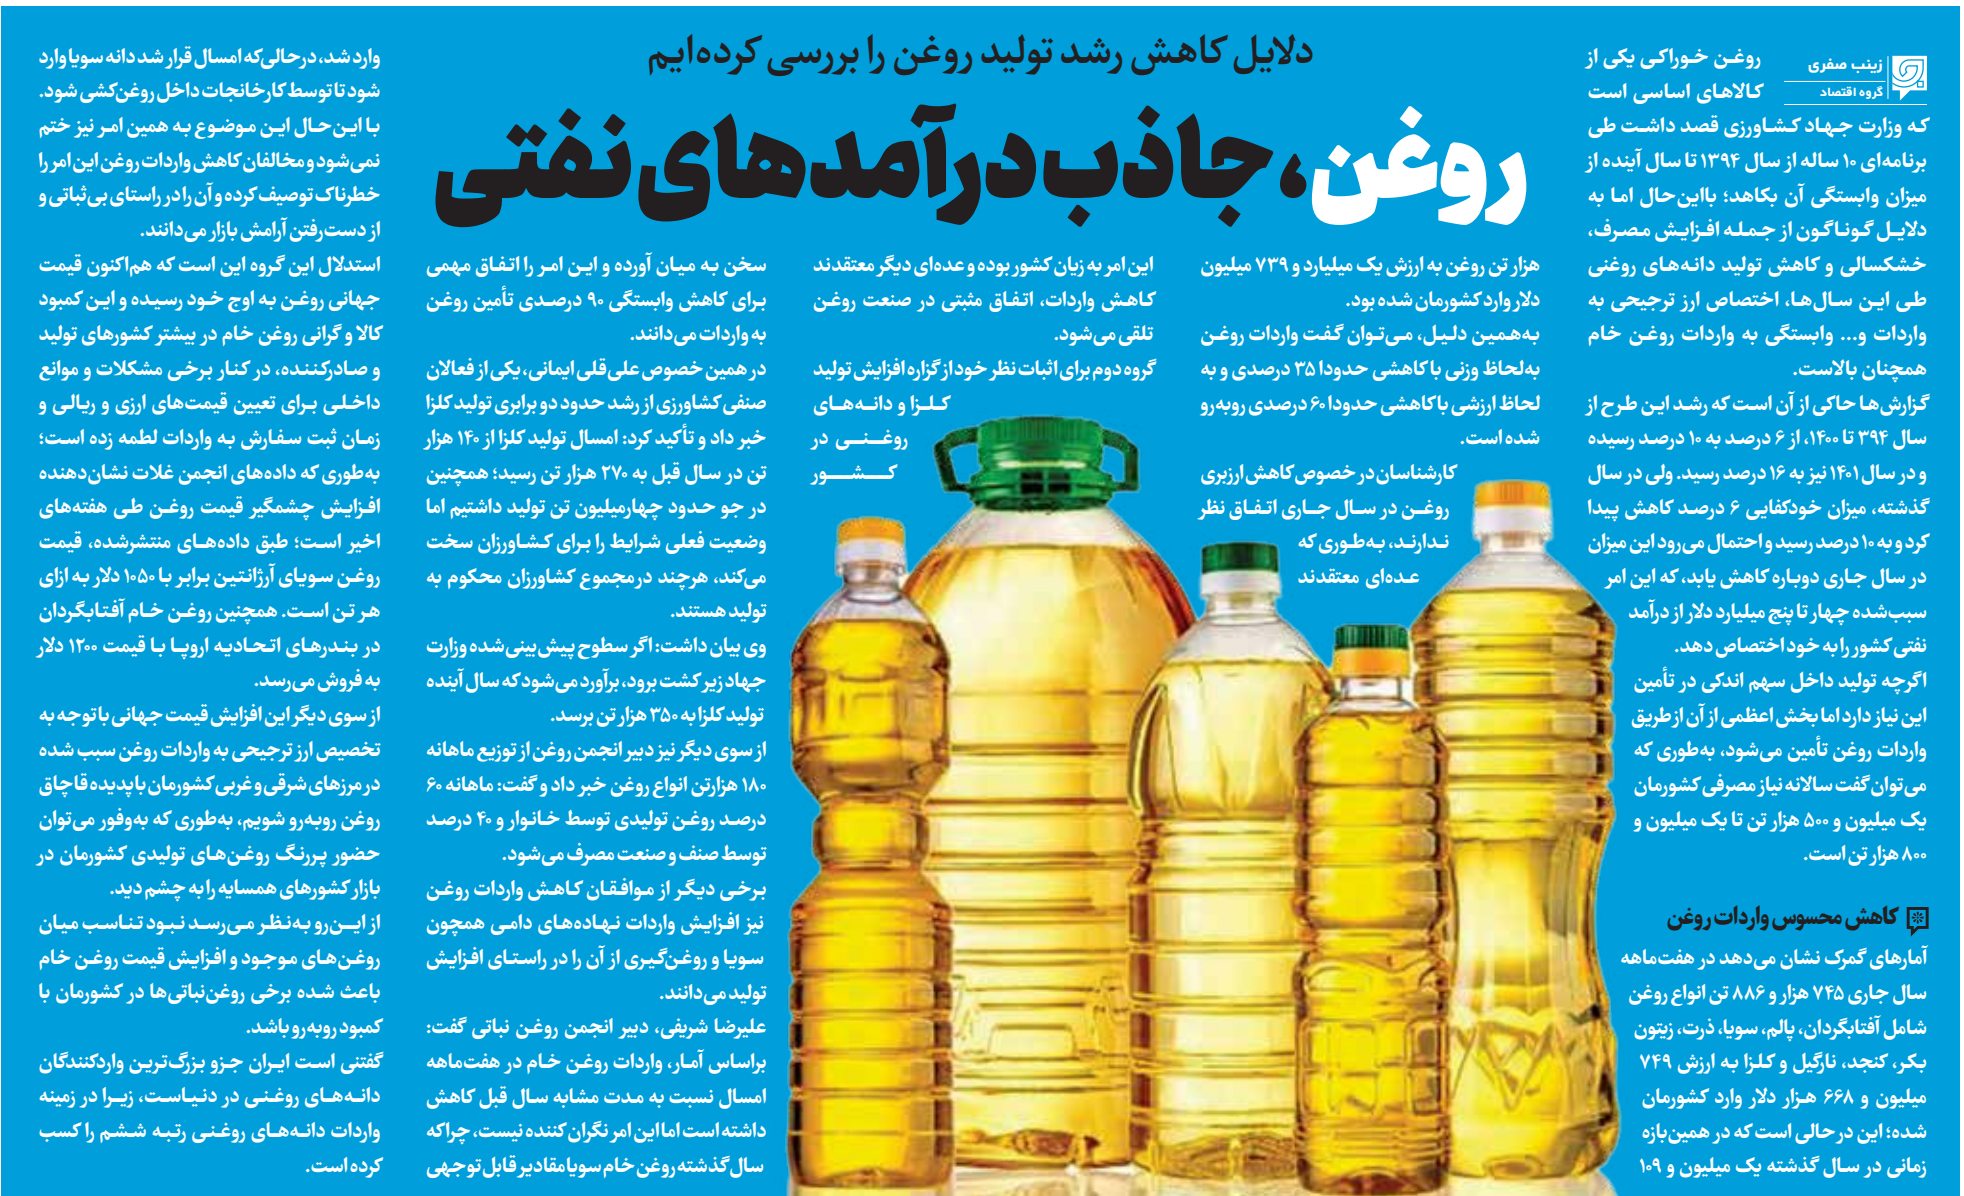 دلایل کاهش رشد تولید روغن را بررسی کرده‌ایم
روغن، جاذب درآمدهای نفتی
زینب صفری
گروه اقتصاد
روغن خوراکی یکی از
کالاهای اساسی است
که وزارت جهاد کشاورزی قصد داشت طی
برنامه‌ای ۱۰ ساله از سال ۱۳۹۴ تا سال آینده از
میزان وابستگی آن بکاهد؛ بااین‌حال اما به
دلایل گوناگون از جمله افزایش مصرف،
خشکسالی و کاهش تولید دانه‌های روغنی
طی این سال‌ها، اختصاص ارز ترجیحی به
واردات و... وابستگی به واردات روغن خام
همچنان بالاست.
گزارش‌ها حاکی از آن است که رشد این طرح از
سال ۳۹۴ تا ۱۴۰۰، از ۶ درصد به ۱۰ درصد رسیده
و در سال ۱۴۰۱ نیز به ۱۶ درصد رسید. ولی در سال
گذشته، میزان خودکفایی ۶ درصد کاهش پیدا
کرد و به ۱۰ درصد رسید و احتمال می‌رود این میزان
در سال جاری دوباره کاهش یابد، که این امر
سبب‌شده چهار تا پنج میلیارد دلار از درآمد
نفتی کشور را به خود اختصاص دهد.
اگرچه تولید داخل سهم اندکی در تأمین
این نیاز دارد اما بخش اعظمی از آن از طریق
واردات روغن تأمین می‌شود، به‌طوری که
می‌توان گفت سالانه نیاز مصرفی کشورمان
یک میلیون و ۵۰۰ هزار تن تا یک میلیون و
۸۰۰ هزار تن است.
کاهش محسوس واردات روغن
آمارهای گمرک نشان می‌دهد در هفت‌ماهه
سال جاری ۷۴۵ هزار و ۸۸۶ تن انواع روغن
شامل آفتابگردان، پالم، سویا، ذرت، زیتون
بکر، کنجد، نارگیل و کلزا به ارزش ۷۴۹
میلیون و ۶۶۸ هزار دلار وارد کشورمان
شده؛ این در حالی است که در همین بازه
زمانی در سال گذشته یک میلیون و ۱۰۹
هزار تن روغن به ارزش یک میلیارد و ۷۳۹ میلیون
دلار وارد کشورمان شده بود.
به‌همین دلیل، می‌توان گفت واردات روغن
به‌لحاظ وزنی با کاهشی حدودا ۳۵ درصدی و به
لحاظ ارزشی با کاهشی حدودا ۶۰ درصدی روبه‌رو
شده است.
کارشناسان در خصوص کاهش ارزبری
روغن در سال جاری اتفاق نظر
ندارند، به‌طوری که
عده‌ای معتقدند
این امر به زیان کشور بوده و عده‌ای دیگر معتقدند
کاهش واردات، اتفاق مثبتی در صنعت روغن
تلقی می‌شود.
گروه دوم برای اثبات نظر خود از گزاره افزایش تولید
کلزا و دانه‌های
روغنی در
کشور
سخن به میان آورده و این امر را اتفاق مهمی
برای کاهش وابستگی ۹۰ درصدی تأمین روغن
به واردات می‌دانند.
در همین خصوص علی‌قلی ایمانی، یکی از فعالان
صنفی کشاورزی از رشد حدود دو برابری تولید کلزا
خبر داد و تأکید کرد: امسال تولید کلزا از ۱۴۰ هزار
تن در سال قبل به ۲۷۰ هزار تن رسید؛ همچنین
در جو حدود چهارمیلیون تن تولید داشتیم اما
وضعیت فعلی شرایط را برای کشاورزان سخت
می‌کند، هرچند درمجموع کشاورزان محکوم به
تولید هستند.
وی بیان داشت: اگر سطوح پیش‌بینی‌شده وزارت
جهاد زیر کشت برود، برآورد می‌شود که سال آینده
تولید کلزا به ۳۵۰ هزار تن برسد.
از سوی دیگر نیز دبیر انجمن روغن از توزیع ماهانه
۱۸۰ هزارتن انواع روغن خبر داد و گفت: ماهانه ۶۰
درصد روغن تولیدی توسط خانوار و ۴۰ درصد
توسط صنف و صنعت مصرف می‌شود.
برخی دیگر از موافقان کاهش واردات روغن
نیز افزایش واردات نهاده‌های دامی همچون
سویا و روغن‌گیری از آن را در راستای افزایش
تولید می‌دانند.
علیرضا شریفی، دبیر انجمن روغن نباتی گفت:
براساس آمار، واردات روغن خام در هفت‌ماهه
امسال نسبت به مدت مشابه سال قبل کاهش
داشته است اما این امر نگران کننده نیست، چراکه
سال گذشته روغن خام سویا مقادیر قابل توجهی
وارد شد، درحالی‌که امسال قرار شد دانه سویا وارد
شود تا توسط کارخانجات داخل روغن‌کشی شود.
با این‌حال این موضوع به همین امر نیز ختم
نمی‌شود و مخالفان کاهش واردات روغن این امر را
خطرناک توصیف کرده و آن را در راستای بی‌ثباتی و
از دست‌رفتن آرامش بازار می‌دانند.
استدلال این گروه این است که هم‌اکنون قیمت
جهانی روغن به اوج خود رسیده و این کمبود
کالا و گرانی روغن خام در بیشتر کشورهای تولید
و صادرکننده، در کنار برخی مشکلات و موانع
داخلی برای تعیین قیمت‌های ارزی و ریالی و
زمان ثبت سفارش به واردات لطمه زده است؛
به‌طوری که داده‌های انجمن غلات نشان‌دهنده
افزایش چشمگیر قیمت روغن طی هفته‌های
اخیر است؛ طبق داده‌های منتشرشده، قیمت
روغن سویای آرژانتین برابر با ۱۰۵۰ دلار به ازای
هر تن است. همچنین روغن خام آفتابگردان
در بندرهای اتحادیه اروپا با قیمت ۱۲۰۰ دلار
به فروش می‌رسد.
از سوی دیگر این افزایش قیمت جهانی با توجه به
تخصیص ارز ترجیحی به واردات روغن سبب شده
در مرزهای شرقی و غربی کشورمان با پدیده قاچاق
روغن روبه‌رو شویم، به‌طوری که به‌وفور می‌توان
حضور پررنگ روغن‌های تولیدی کشورمان در
بازار کشورهای همسایه را به چشم دید.
از این‌رو به‌نظر می‌رسد نبود تناسب میان
روغن‌های موجود و افزایش قیمت روغن خام
باعث شده برخی روغن‌نباتی‌ها در کشورمان با
کمبود روبه‌رو باشد.
گفتنی است ایران جزو بزرگ‌ترین واردکنندگان
دانه‌های روغنی در دنیاست، زیرا در زمینه
واردات دانه‌های روغنی رتبه ششم را کسب
کرده است.